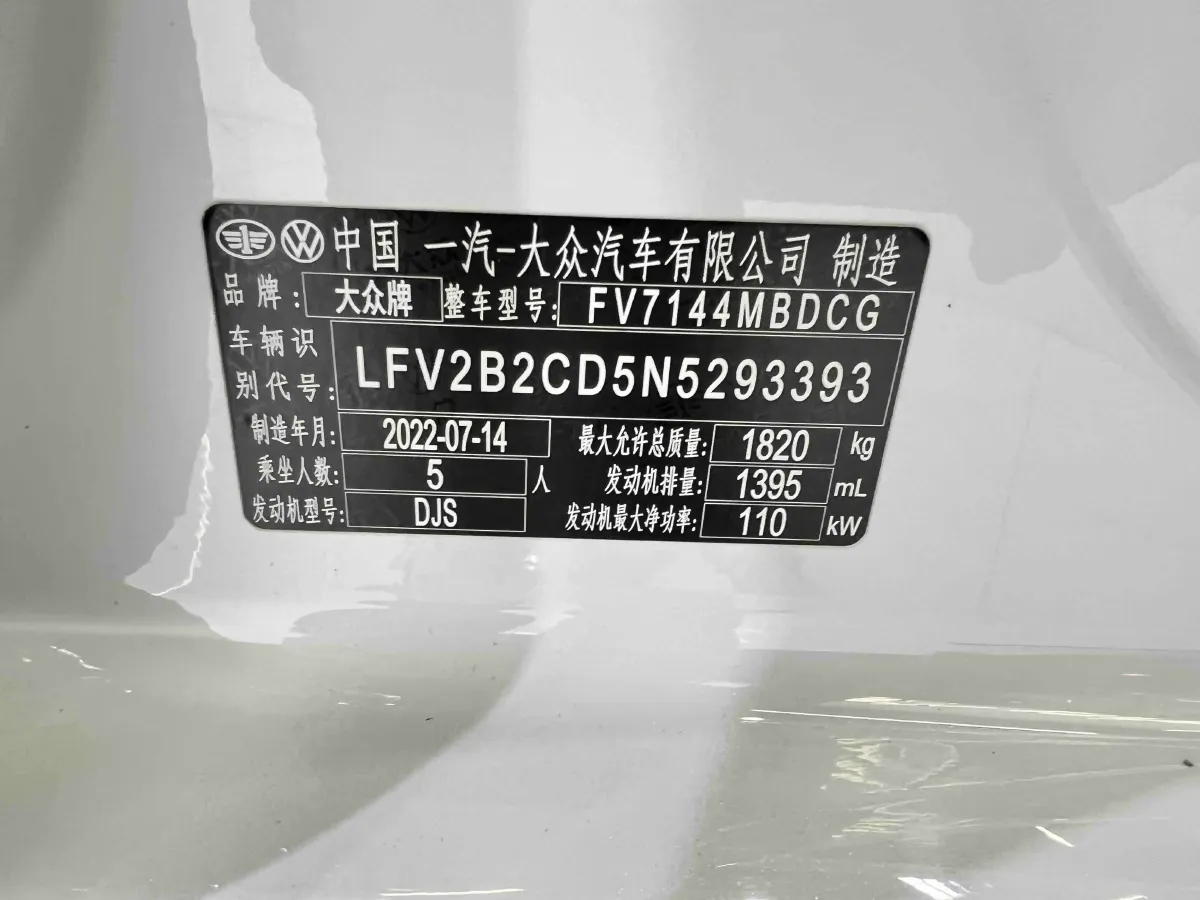 中国 一汽-大众汽车有限公司 制造
品牌: 大众牌 整车型号: FV7144MBDCG
车辆识别代号: LFV2B2CD5N5293393
制造年月: 2022-07-14 最大允许总质量: 1820 kg
乘坐人数: 5 人 发动机排量: 1395 mL
发动机型号: DJS 发动机最大净功率: 110 kW